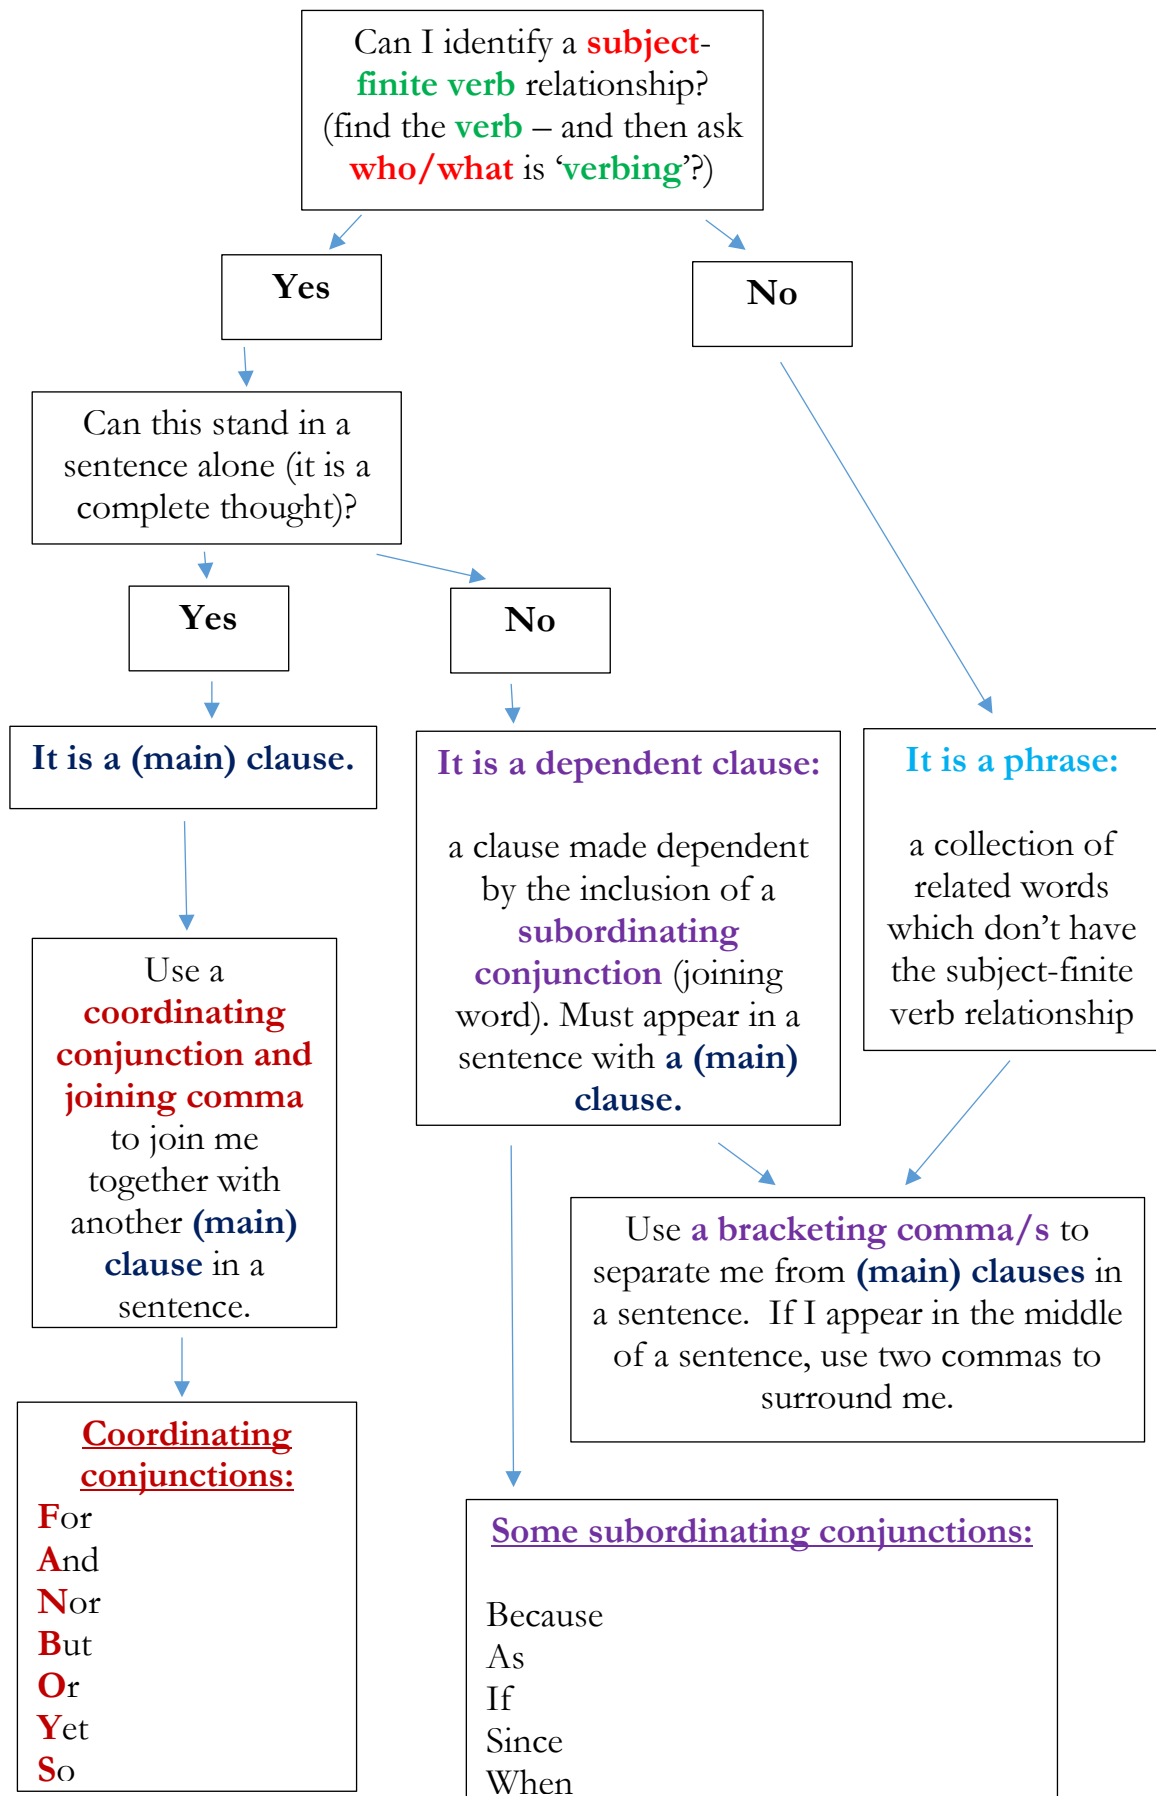 Can I identify a subject-
finite verb relationship?
(find the verb – and then ask
who/what is ‘verbing’?)
Yes
No
Can this stand in a
sentence alone (it is a
complete thought)?
Yes
No
It is a (main) clause.
It is a dependent clause:
a clause made dependent
by the inclusion of a
subordinating
conjunction (joining
word). Must appear in a
sentence with a (main)
clause.
It is a phrase:
a collection of
related words
which don’t have
the subject-finite
verb relationship
Use a
coordinating
conjunction and
joining comma
to join me
together with
another (main)
clause in a
sentence.
Use a bracketing comma/s to
separate me from (main) clauses in
a sentence.  If I appear in the middle
of a sentence, use two commas to
surround me.
Coordinating
conjunctions:
For
And
Nor
But
Or
Yet
So
Some subordinating conjunctions:
Because
As
If
Since
When